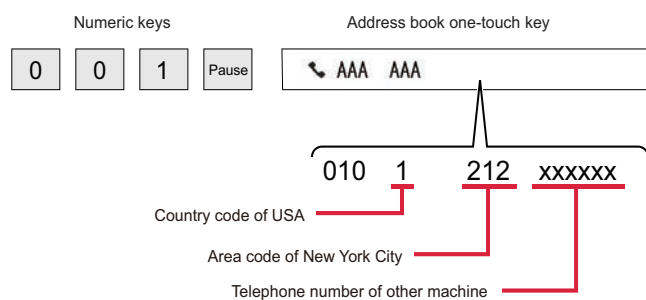 Numeric keys Address book one-touch key
0 0 1 Pause AAA AAA
010 1 212 xxxxxx
Country code of USA
Area code of New York City
Telephone number of other machine